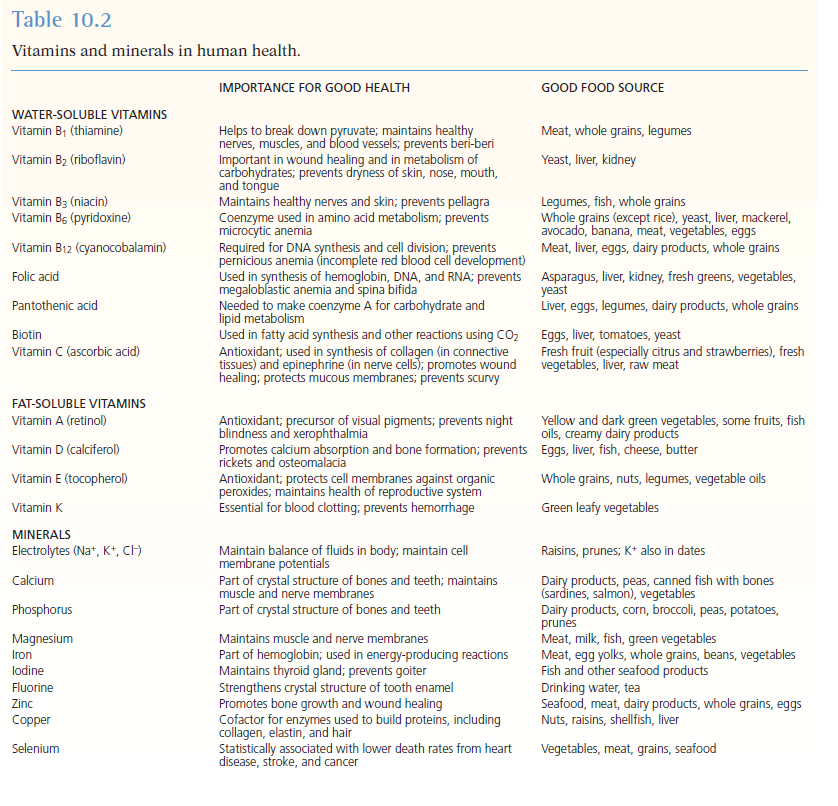 Table 10.2
Vitamins and minerals in human health.
IMPORTANCE FOR GOOD HEALTH GOOD FOOD SOURCE
WATER-SOLUBLE VITAMINS
Vitamin B1 (thiamine) Helps to break down pyruvate; maintains healthy Meat, whole grains, legumes
nerves, muscles, and blood vessels; prevents beri-beri
Vitamin B2 (riboflavin) Important in wound healing and in metabolism of Yeast, liver, kidney
carbohydrates; prevents dryness of skin, nose, mouth,
and tongue
Vitamin B3 (niacin) Maintains healthy nerves and skin; prevents pellagra Legumes, fish, whole grains
Vitamin B6 (pyridoxine) Coenzyme used in amino acid metabolism; prevents Whole grains (except rice), yeast, liver, mackerel,
microcytic anemia avocado, banana, meat, vegetables, eggs
Vitamin B12 (cyanocobalamin) Required for DNA synthesis and cell division; prevents Meat, liver, eggs, dairy products, whole grains
pernicious anemia (incomplete red blood cell development)
Folic acid Used in synthesis of hemoglobin, DNA, and RNA; prevents Asparagus, liver, kidney, fresh greens, vegetables,
megaloblastic anemia and spina bifida yeast
Pantothenic acid Needed to make coenzyme A for carbohydrate and Liver, eggs, legumes, dairy products, whole grains
lipid metabolism
Biotin Used in fatty acid synthesis and other reactions using CO2 Eggs, liver, tomatoes, yeast
Vitamin C (ascorbic acid) Antioxidant; used in synthesis of collagen (in connective Fresh fruit (especially citrus and strawberries), fresh
tissues) and epinephrine (in nerve cells); promotes wound vegetables, liver, raw meat
healing; protects mucous membranes; prevents scurvy
FAT-SOLUBLE VITAMINS
Vitamin A (retinol) Antioxidant; precursor of visual pigments; prevents night Yellow and dark green vegetables, some fruits, fish
blindness and xerophthalmia oils, creamy dairy products
Vitamin D (calciferol) Promotes calcium absorption and bone formation; prevents Eggs, liver, fish, cheese, butter
rickets and osteomalacia
Vitamin E (tocopherol) Antioxidant; protects cell membranes against organic Whole grains, nuts, legumes, vegetable oils
peroxides; maintains health of reproductive system
Vitamin K Essential for blood clotting; prevents hemorrhage Green leafy vegetables
MINERALS
Electrolytes (Na+, K+, Cl–) Maintain balance of fluids in body; maintain cell Raisins, prunes; K+ also in dates
membrane potentials
Calcium Part of crystal structure of bones and teeth; maintains Dairy products, peas, canned fish with bones
muscle and nerve membranes (sardines, salmon), vegetables
Phosphorus Part of crystal structure of bones and teeth Dairy products, corn, broccoli, peas, potatoes,
prunes
Magnesium Maintains muscle and nerve membranes Meat, milk, fish, green vegetables
Iron Part of hemoglobin; used in energy-producing reactions Meat, egg yolks, whole grains, beans, vegetables
Iodine Maintains thyroid gland; prevents goiter Fish and other seafood products
Fluorine Strengthens crystal structure of tooth enamel Drinking water, tea
Zinc Promotes bone growth and wound healing Seafood, meat, dairy products, whole grains, eggs
Copper Cofactor for enzymes used to build proteins, including Nuts, raisins, shellfish, liver
collagen, elastin, and hair
Selenium Statistically associated with lower death rates from heart Vegetables, meat, grains, seafood
disease, stroke, and cancer